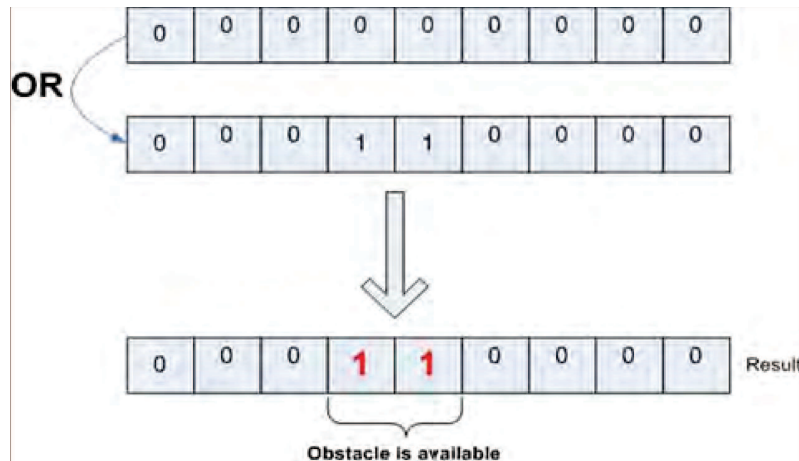 0 0 0 0 0 0 0 0 0
OR
0 0 0 1 1 0 0 0 0
0 0 0 1 1 0 0 0 0 Result
Obstacle is available